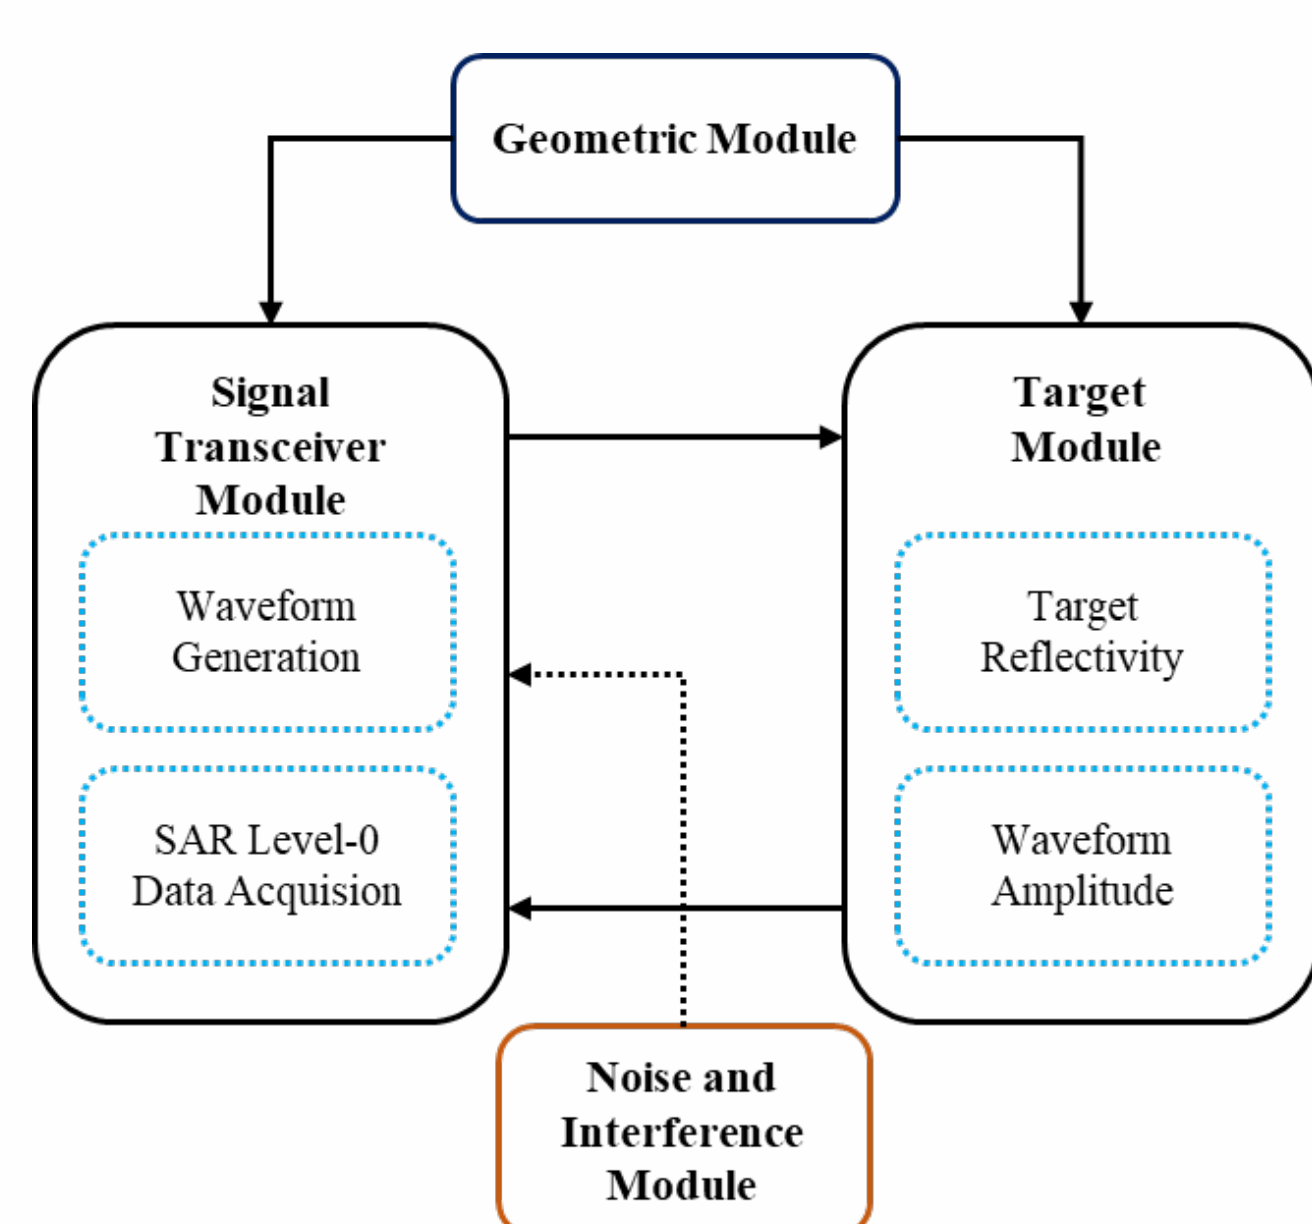 Geometric Module
Signal
Transceiver
Module
Waveform
Generation
SAR Level-0
Data Acquision
Target
Module
Target
Reflectivity
Waveform
Amplitude
Noise and
Interference
Module